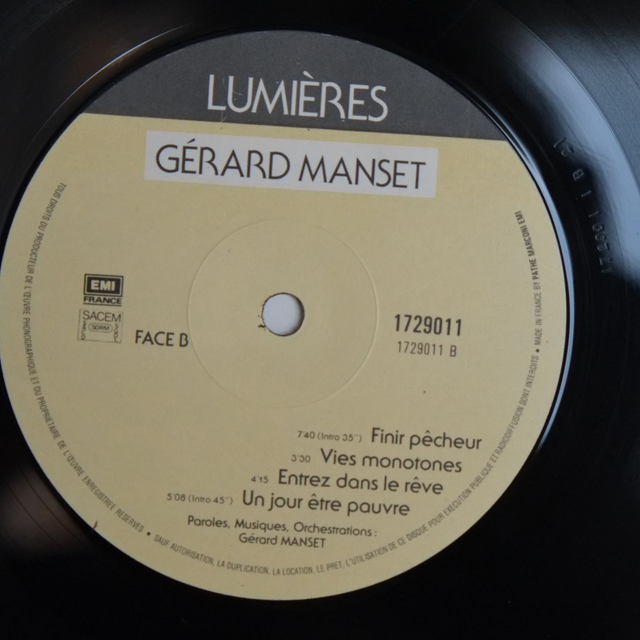 LUMIÈRES
GÉRARD MANSET
EMI
FRANCE
SACEM
SDRM
FACE B
1729011
1729011 B
7'40 (Intro 35'') Finir pêcheur
3'30 Vies monotones
4'15 Entrez dans le rêve
5'08 (Intro 45'') Un jour être pauvre
Paroles, Musiques, Orchestrations :
Gérard MANSET
TOUS DROITS DU PRODUCTEUR DE L'ŒUVRE PHONOGRAPHIQUE ET DU PROPRIÉTAIRE DE L'ŒUVRE ENREGISTRÉE RÉSERVÉS • SAUF AUTORISATION, LA DUPLICATION, LA LOCATION, LE PRÊT, L'UTILISATION DE CE DISQUE POUR EXÉCUTION PUBLIQUE ET RADIODIFFUSION SONT INTERDITS • MADE IN FRANCE BY PATHE MARCONI EMI